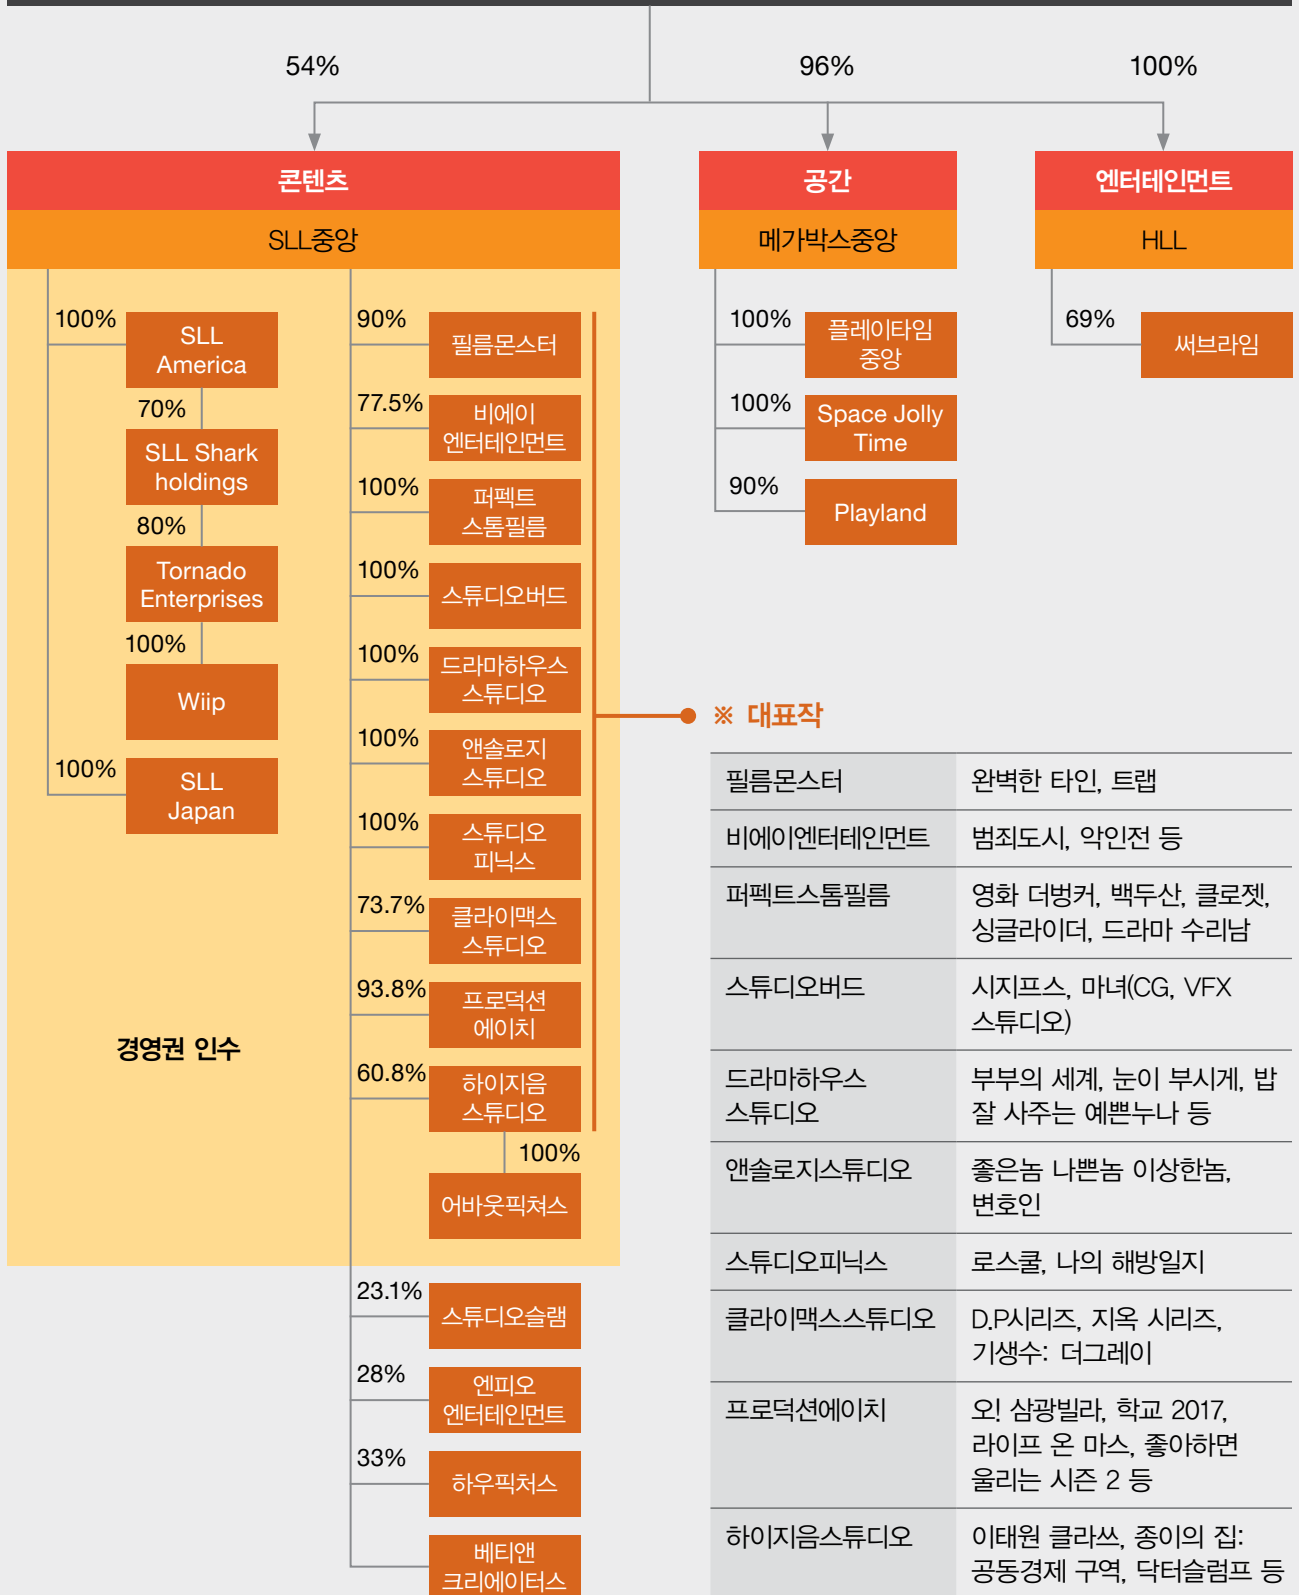 54%
96%
100%
콘텐츠
SLL중앙
100%
SLL
America
70%
SLL Shark
holdings
80%
Tornado
Enterprises
100%
Wiip
100%
SLL
Japan
경영권 인수
90%
필름몬스터
77.5%
비에이
엔터테인먼트
100%
퍼펙트
스톰필름
100%
스튜디오버드
100%
드라마하우스
스튜디오
100%
앤솔로지
스튜디오
100%
스튜디오
피닉스
73.7%
클라이맥스
스튜디오
93.8%
프로덕션
에이치
60.8%
하이지음
스튜디오
100%
어바웃픽쳐스
23.1%
스튜디오슬램
28%
엔피오
엔터테인먼트
33%
하우픽처스
베티앤
크리에이터스
공간
메가박스중앙
100%
플레이타임
중앙
100%
Space Jolly
Time
90%
Playland
엔터테인먼트
HLL
69%
써브라임
※ 대표작
필름몬스터
완벽한 타인, 트랩
비에이엔터테인먼트
범죄도시, 악인전 등
퍼펙트스톰필름
영화 더벙커, 백두산, 클로젯,
싱글라이더, 드라마 수리남
스튜디오버드
시지프스, 마녀(CG, VFX
스튜디오)
드라마하우스
스튜디오
부부의 세계, 눈이 부시게, 밥
잘 사주는 예쁜누나 등
앤솔로지스튜디오
좋은놈 나쁜놈 이상한놈,
변호인
스튜디오피닉스
로스쿨, 나의 해방일지
클라이맥스스튜디오
D.P시리즈, 지옥 시리즈,
기생수: 더그레이
프로덕션에이치
오! 삼광빌라, 학교 2017,
라이프 온 마스, 좋아하면
울리는 시즌 2 등
하이지음스튜디오
이태원 클라쓰, 종이의 집:
공동경제 구역, 닥터슬럼프 등